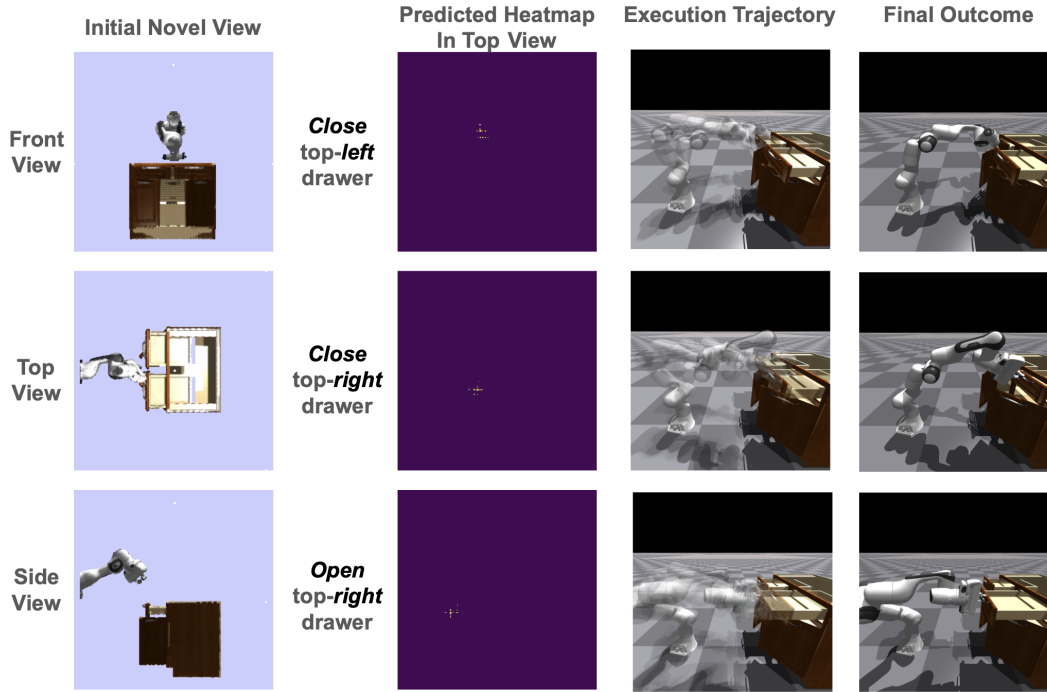 Initial Novel View
Predicted Heatmap
In Top View
Execution Trajectory
Final Outcome
Front
View
Close
top-left
drawer
Top
View
Close
top-right
drawer
Side
View
Open
top-right
drawer